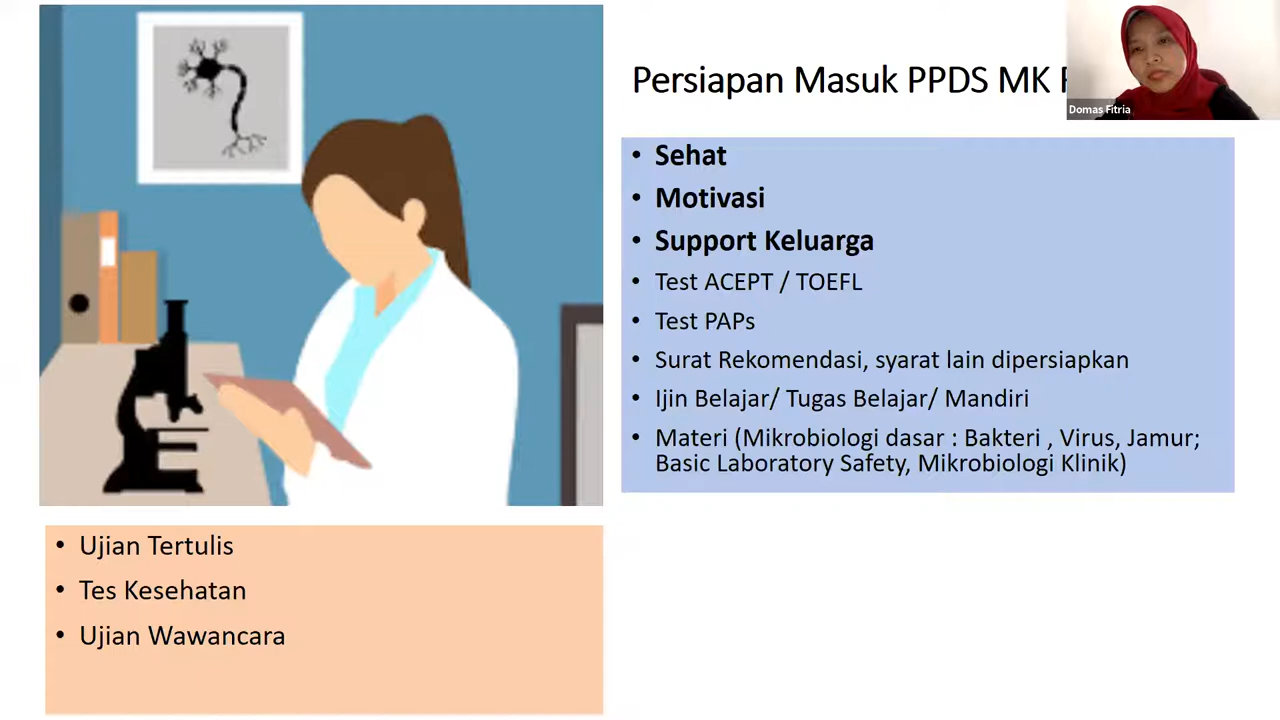 Persiapan Masuk PPDS MK
Domas Fitria
• Sehat
• Motivasi
• Support Keluarga
• Test ACEPT / TOEFL
• Test PAPs
• Surat Rekomendasi, syarat lain dipersiapkan
• Ijin Belajar/ Tugas Belajar/ Mandiri
• Materi (Mikrobiologi dasar : Bakteri , Virus, Jamur;
Basic Laboratory Safety, Mikrobiologi Klinik)
• Ujian Tertulis
• Tes Kesehatan
• Ujian Wawancara